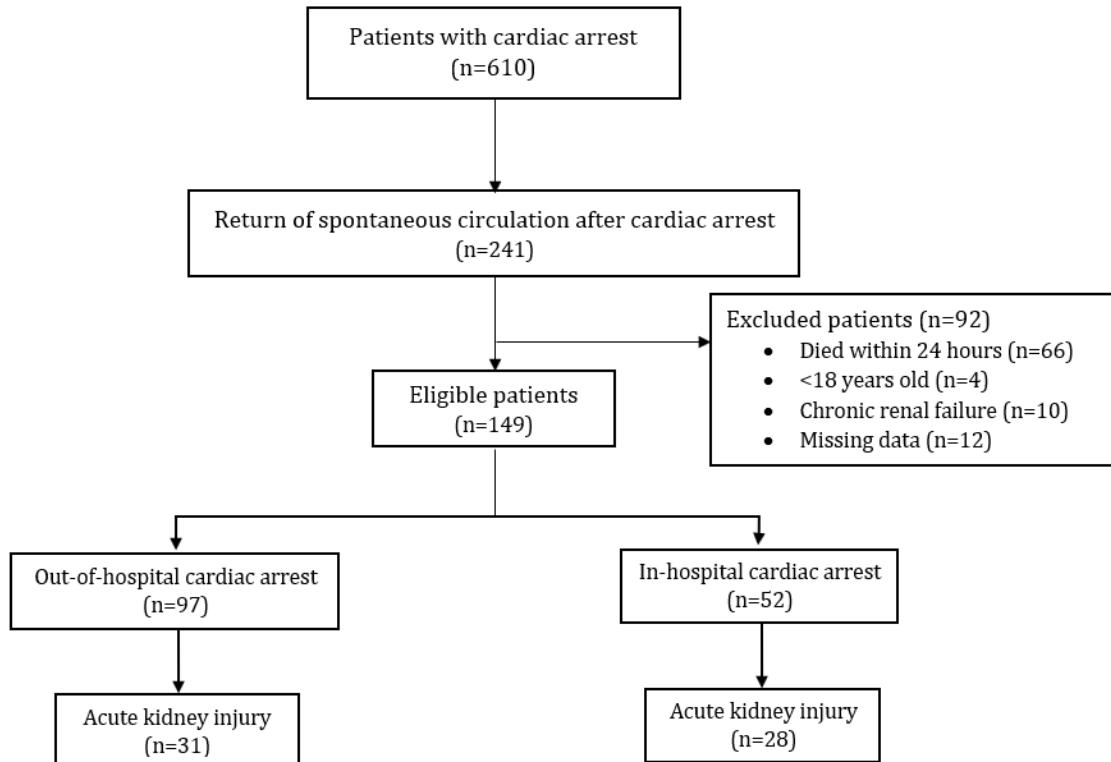 Patients with cardiac arrest
(n=610)
Return of spontaneous circulation after cardiac arrest
(n=241)
Excluded patients (n=92)
• Died within 24 hours (n=66)
• <18 years old (n=4)
• Chronic renal failure (n=10)
• Missing data (n=12)
Eligible patients
(n=149)
Out-of-hospital cardiac arrest
(n=97)
In-hospital cardiac arrest
(n=52)
Acute kidney injury
(n=31)
Acute kidney injury
(n=28)